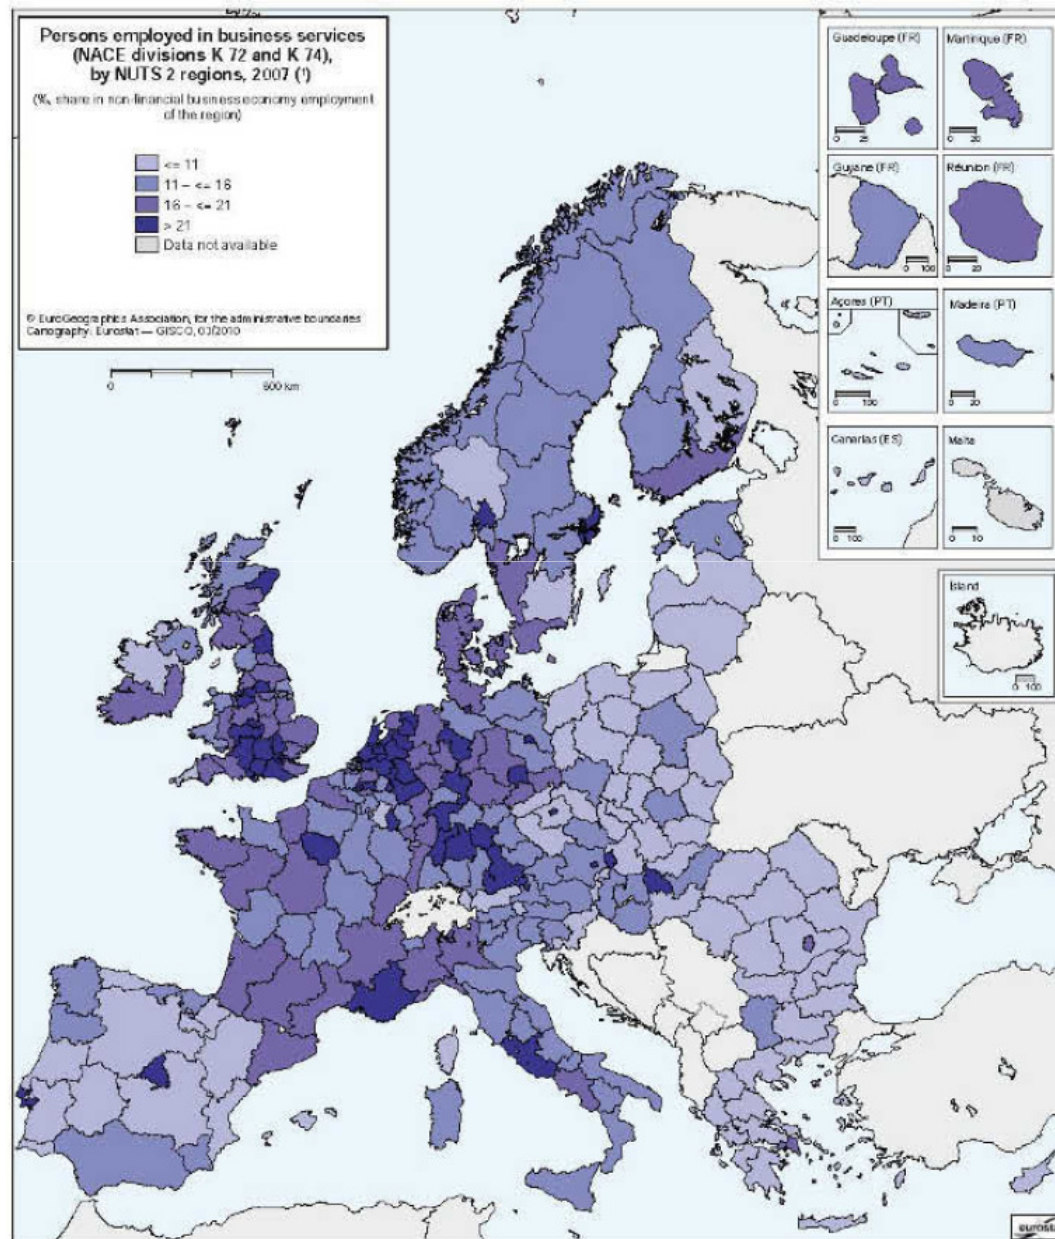 Persons employed in business services
(NACE divisions K 72 and K 74),
by NUTS 2 regions, 2007 (¹)
(%, share in non-financial business economy employment
of the region)
<= 11
11 – <= 16
16 – <= 21
> 21
Data not available
© EuroGeographics Association, for the administrative boundaries
Cartography: Eurostat — GISCO, 03/2010
0 600 km
Guadeloupe (FR)
0 25
Martinique (FR)
0 20
Guyane (FR)
0 100
Réunion (FR)
0 20
Açores (PT)
0 100
Madeira (PT)
0 20
Canarias (ES)
0 100
Malta
0 10
Ísland
0 100